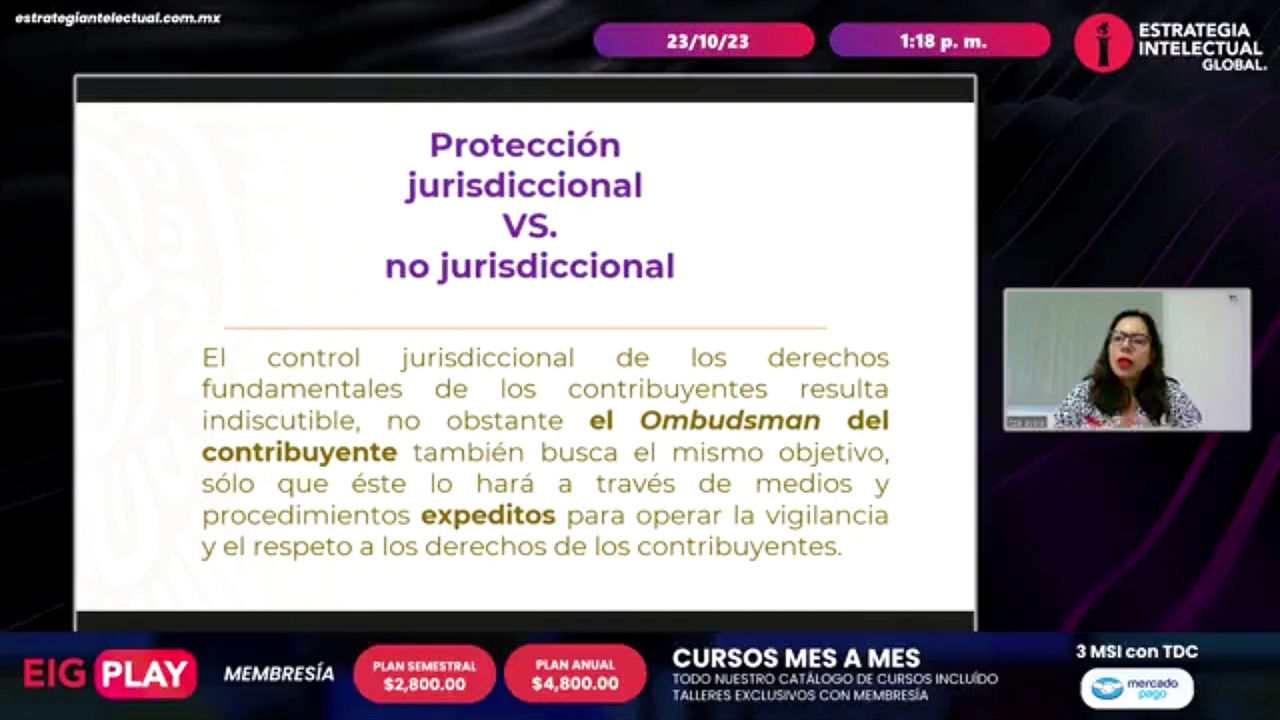 estrategiantelectual.com.mx
23/10/23
1:18 p. m.
ESTRATEGIA
INTELECTUAL
GLOBAL.
Protección
jurisdiccional
VS.
no jurisdiccional
El control jurisdiccional de los derechos
fundamentales de los contribuyentes resulta
indiscutible, no obstante el Ombudsman del
contribuyente también busca el mismo objetivo,
sólo que éste lo hará a través de medios y
procedimientos expeditos para operar la vigilancia
y el respeto a los derechos de los contribuyentes.
EIG PLAY
MEMBRESÍA
PLAN SEMESTRAL
$2,800.00
PLAN ANUAL
$4,800.00
CURSOS MES A MES
TODO NUESTRO CATÁLOGO DE CURSOS INCLUÍDO
TALLERES EXCLUSIVOS CON MEMBRESÍA
3 MSI con TDC
mercado
pago